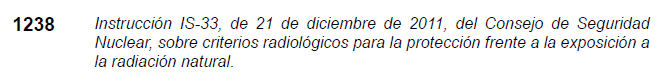 1238 Instrucción IS-33, de 21 de diciembre de 2011, del Consejo de Seguridad
Nuclear, sobre criterios radiológicos para la protección frente a la exposición a
la radiación natural.